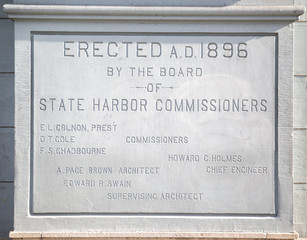 ERECTED A.D. 1896
BY THE BOARD
OF
STATE HARBOR COMMISSIONERS
E.L. COLNON, PRES'T
D.T. COLE COMMISSIONERS
F.S. CHADBOURNE
HOWARD C. HOLMES
A. PAGE BROWN ARCHITECT CHIEF ENGINEER
EDWARD R. SWAIN
SUPERVISING ARCHITECT